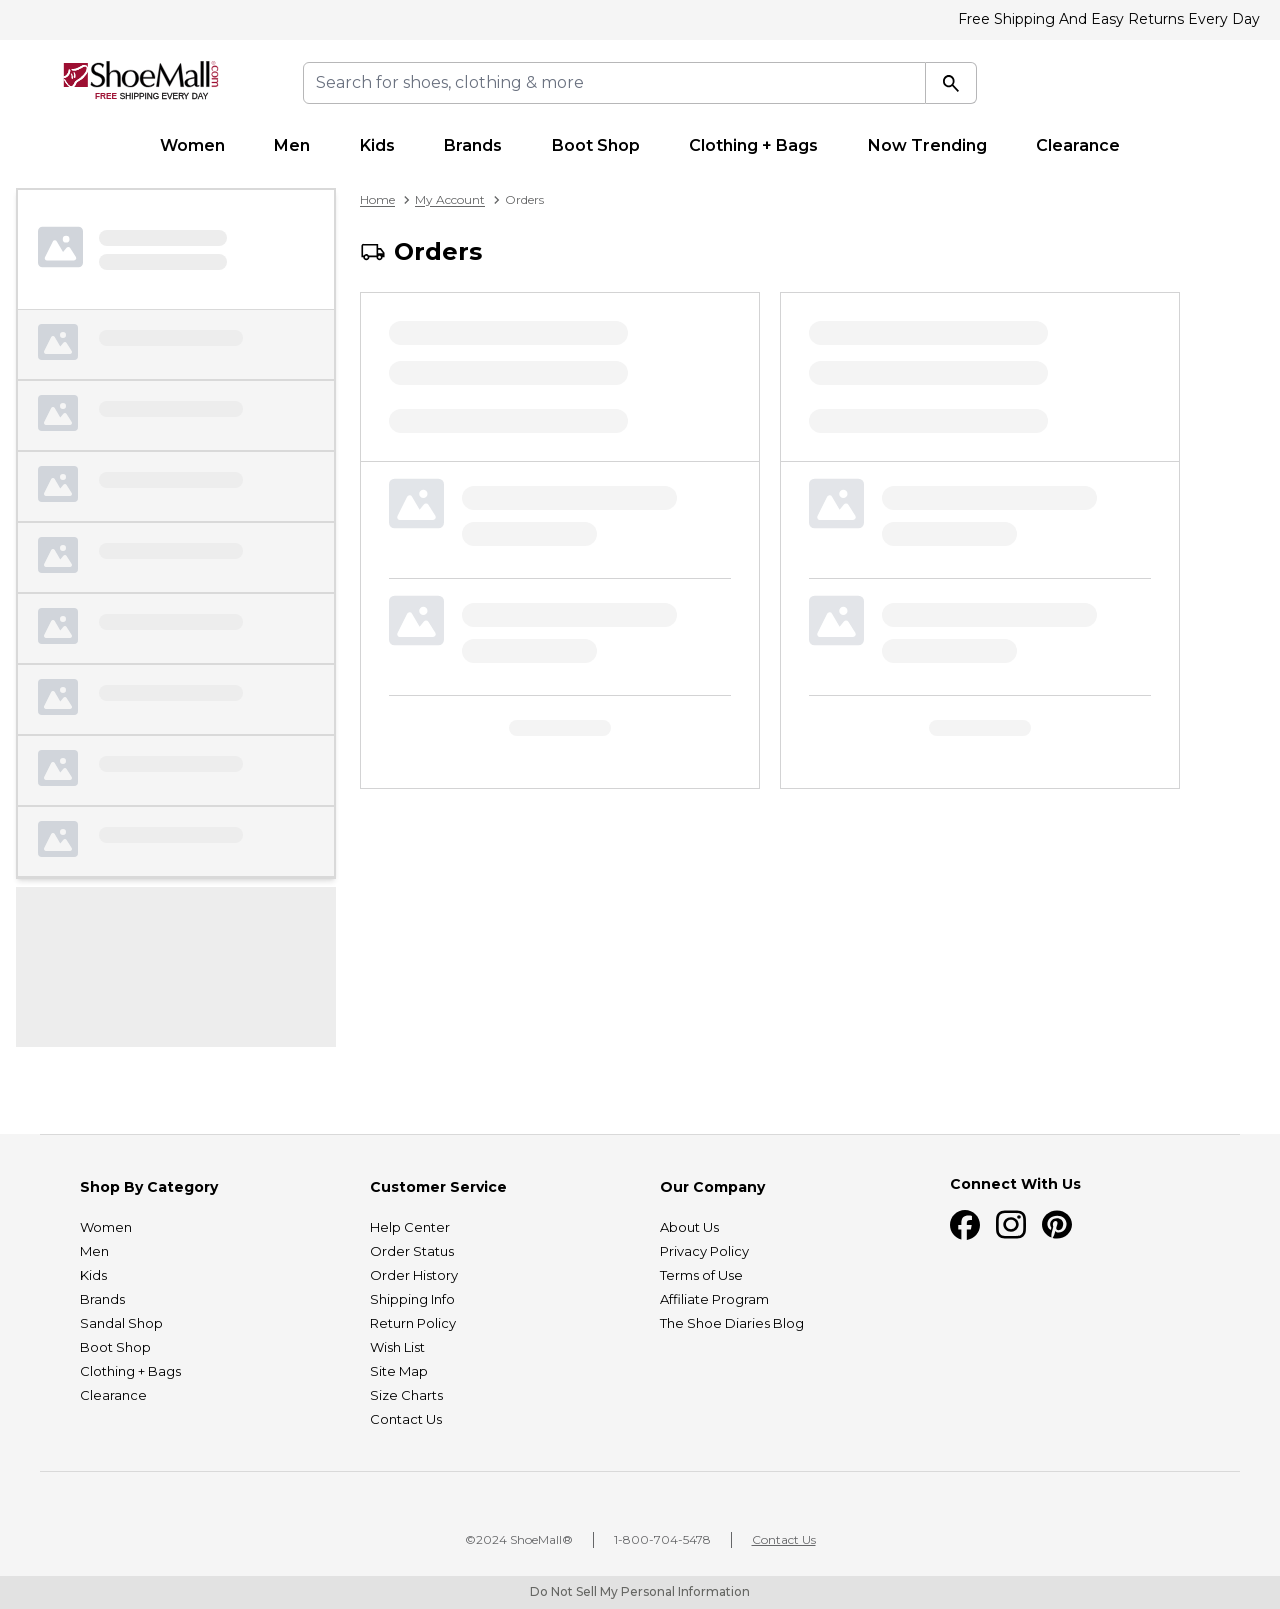 Free Shipping And Easy Returns Every Day
ShoeMall.com
FREE SHIPPING EVERY DAY
Search for shoes, clothing & more
Women Men Kids Brands Boot Shop Clothing + Bags Now Trending Clearance
Home > My Account > Orders
Orders
Shop By Category
Women
Men
Kids
Brands
Sandal Shop
Boot Shop
Clothing + Bags
Clearance
Customer Service
Help Center
Order Status
Order History
Shipping Info
Return Policy
Wish List
Site Map
Size Charts
Contact Us
Our Company
About Us
Privacy Policy
Terms of Use
Affiliate Program
The Shoe Diaries Blog
Connect With Us
©2024 ShoeMall® | 1-800-704-5478 | Contact Us
Do Not Sell My Personal Information